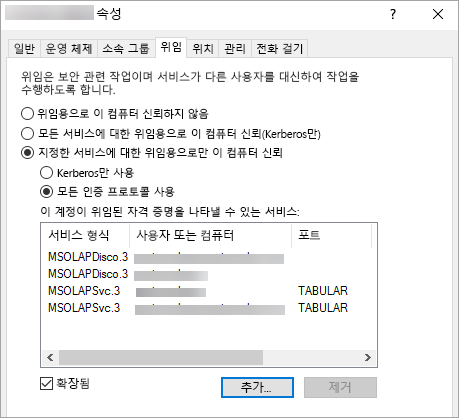 속성
일반 운영 체제 소속 그룹 위임 위치 관리 전화 걸기
위임은 보안 관련 작업이며 서비스가 다른 사용자를 대신하여 작업을
수행하도록 합니다.
위임용으로 이 컴퓨터 신뢰하지 않음
모든 서비스에 대한 위임용으로 이 컴퓨터 신뢰(Kerberos만)
지정한 서비스에 대한 위임용으로만 이 컴퓨터 신뢰
Kerberos만 사용
모든 인증 프로토콜 사용
이 계정이 위임된 자격 증명을 나타낼 수 있는 서비스:
서비스 형식 사용자 또는 컴퓨터 포트
MSOLAPDisco.3
MSOLAPDisco.3
MSOLAPSvc.3 TABULAR
MSOLAPSvc.3 TABULAR
확장됨 추가... 제거